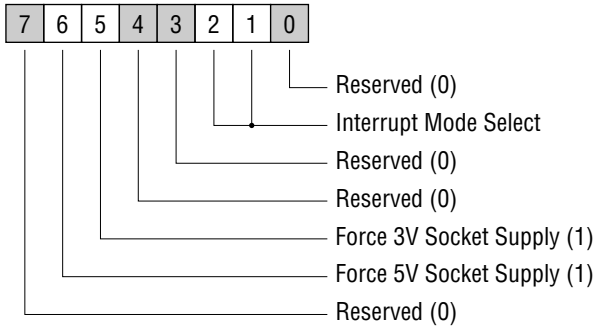 7 6 5 4 3 2 1 0
Reserved (0)
Interrupt Mode Select
Reserved (0)
Reserved (0)
Force 3V Socket Supply (1)
Force 5V Socket Supply (1)
Reserved (0)